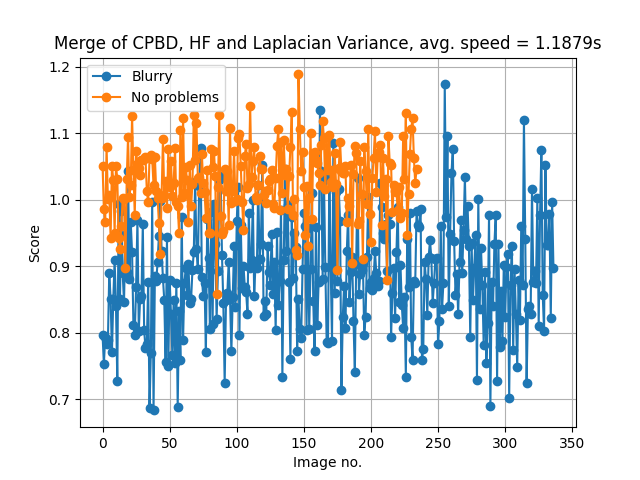 Merge of CPBD, HF and Laplacian Variance, avg. speed = 1.1879s
Blurry
No problems
Score
1.2
1.1
1.0
0.9
0.8
0.7
0 50 100 150 200 250 300 350
Image no.